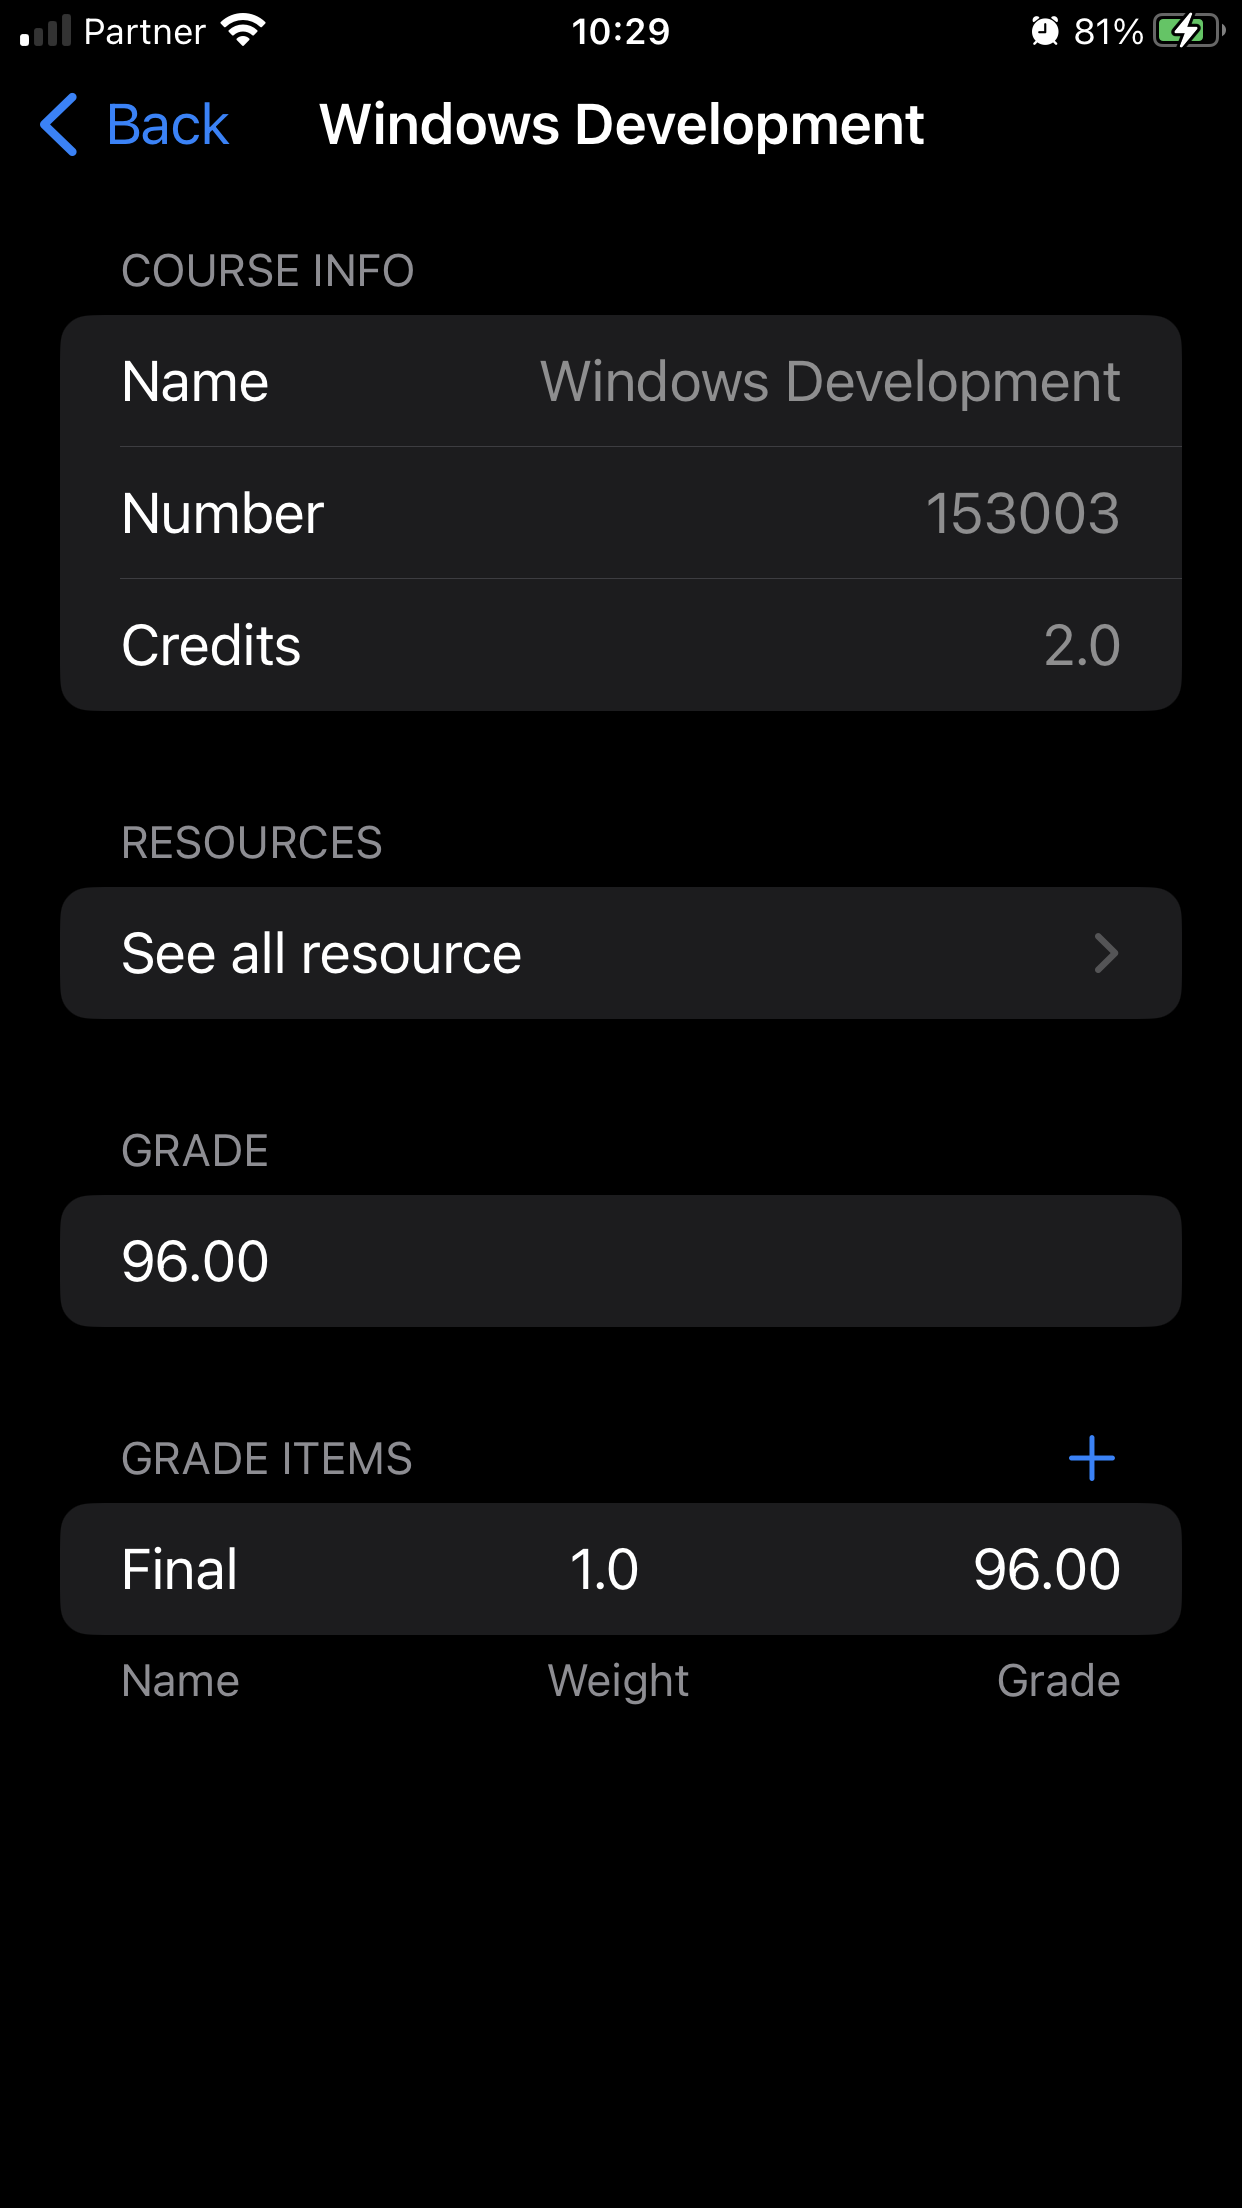 Partner 10:29 81%
Back Windows Development
COURSE INFO
Name Windows Development
Number 153003
Credits 2.0
RESOURCES
See all resource
GRADE
96.00
GRADE ITEMS +
Final 1.0 96.00
Name Weight Grade